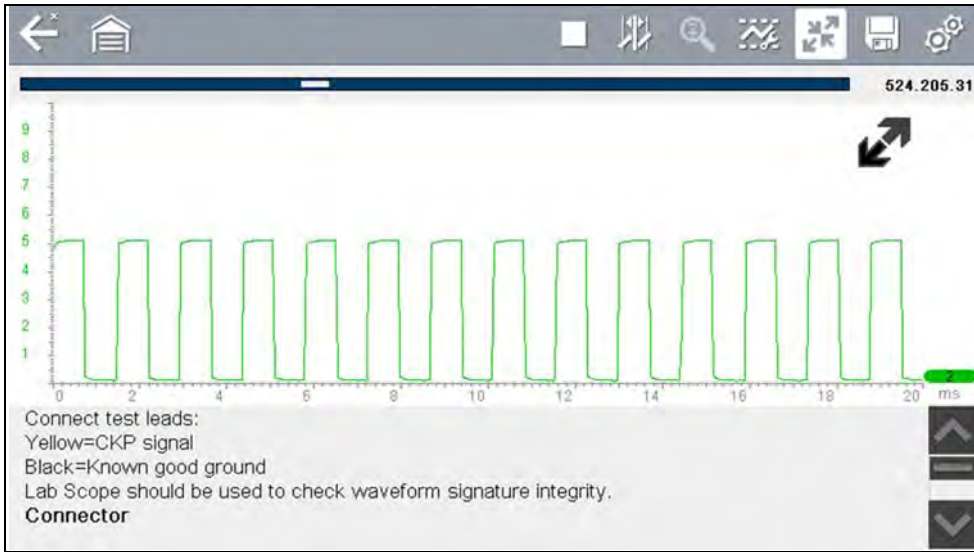 524.205.31
9
8
7
6
5
4
3
2
1
0 2 4 6 8 10 12 14 16 18 20 ms
2
Connect test leads:
Yellow=CKP signal
Black=Known good ground
Lab Scope should be used to check waveform signature integrity.
Connector